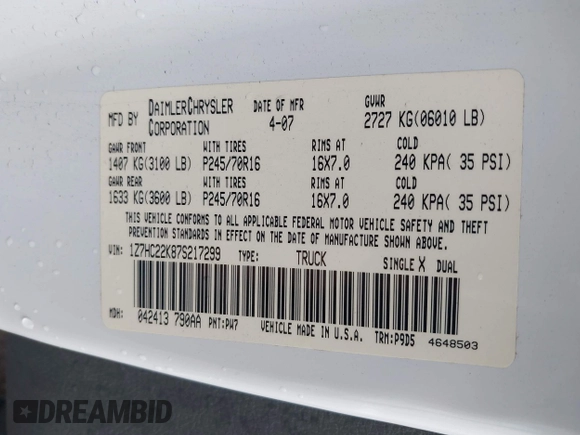 MFD BY DAIMLERCHRYSLER CORPORATION DATE OF MFR 4-07 GVWR 2727 KG(06010 LB)
GAWR FRONT WITH TIRES RIMS AT COLD
1407 KG(3100 LB) P245/70R16 16X7.0 240 KPA( 35 PSI)
GAWR REAR WITH TIRES RIMS AT COLD
1633 KG(3600 LB) P245/70R16 16X7.0 240 KPA( 35 PSI)
THIS VEHICLE CONFORMS TO ALL APPLICABLE FEDERAL MOTOR VEHICLE SAFETY AND THEFT
PREVENTION STANDARDS IN EFFECT ON THE DATE OF MANUFACTURE SHOWN ABOVE
VIN: 1Z7HC22K87S217299 TYPE: TRUCK SINGLE X DUAL
MDH: 042413 790AA PNT:PW7 VEHICLE MADE IN U.S.A. TRM:P9D5 4648503
DREAMBID